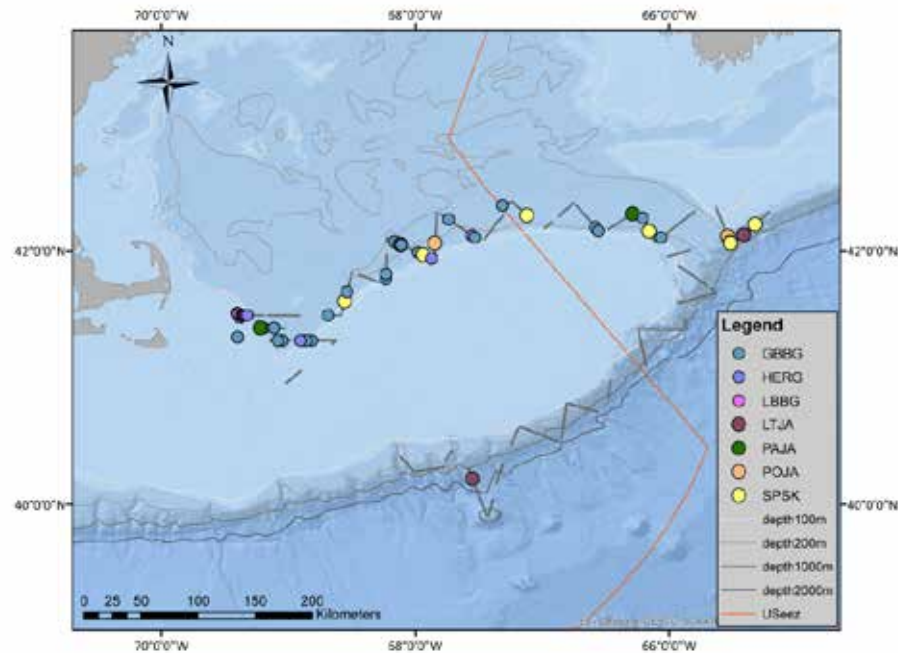 70°0'0"W 68°0'0"W 66°0'0"W
N
42°0'0"N 42°0'0"N
40°0'0"N 40°0'0"N
Legend
GBBG
HERG
LBBG
LTJA
PAJA
POJA
SPSK
depth100m
depth200m
depth1000m
depth2000m
USeez
0 25 50 100 150 200
Kilometers
70°0'0"W 68°0'0"W 66°0'0"W